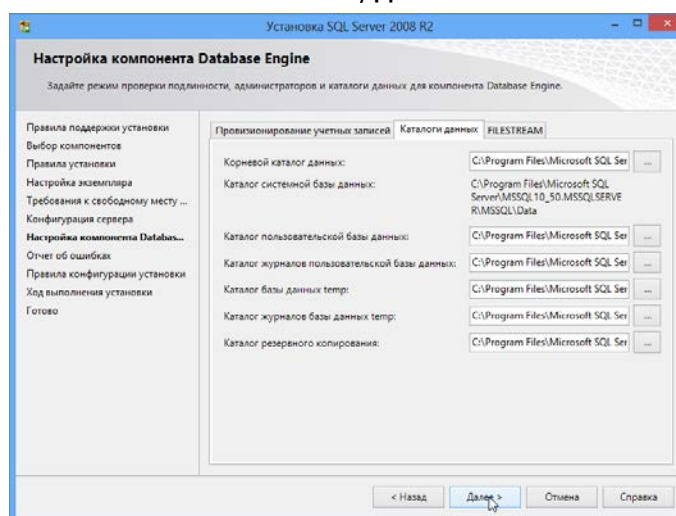 Установка SQL Server 2008 R2
Настройка компонента Database Engine
Задайте режим проверки подлинности, администраторов и каталоги данных для компонента Database Engine.
Правила поддержки установки
Выбор компонентов
Правила установки
Настройка экземпляра
Требования к свободному месту ...
Конфигурация сервера
Настройка компонента Databas...
Отчет об ошибках
Правила конфигурации установки
Ход выполнения установки
Готово
Провизионирование учетных записей Каталоги данных FILESTREAM
Корневой каталог данных: C:\Program Files\Microsoft SQL Ser ...
Каталог системной базы данных: C:\Program Files\Microsoft SQL
Server\MSSQL10_50.MSSQLSERVE
R\MSSQL\Data
Каталог пользовательской базы данных: C:\Program Files\Microsoft SQL Ser ...
Каталог журналов пользовательской базы данных: C:\Program Files\Microsoft SQL Ser ...
Каталог базы данных temp: C:\Program Files\Microsoft SQL Ser ...
Каталог журналов базы данных temp: C:\Program Files\Microsoft SQL Ser ...
Каталог резервного копирования: C:\Program Files\Microsoft SQL Ser ...
< Назад Далее > Отмена Справка